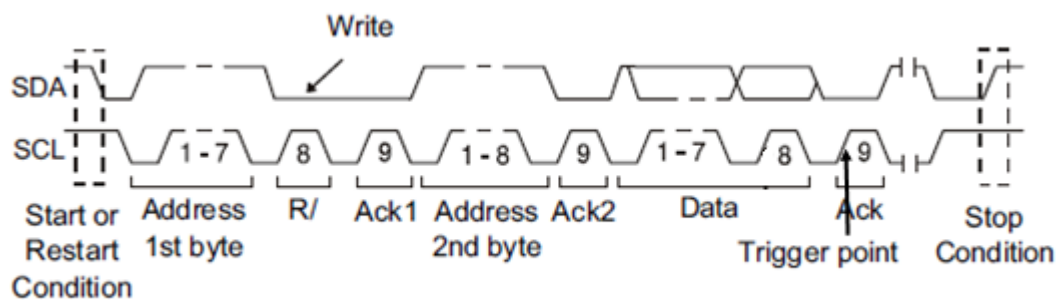 Write
SDA
SCL
1 - 7
8
9
1 - 8
9
1 - 7
8
9
Start or
Restart
Condition
Address
1st byte
R/
Ack1
Address
2nd byte
Ack2
Data
Ack
Trigger point
Stop
Condition